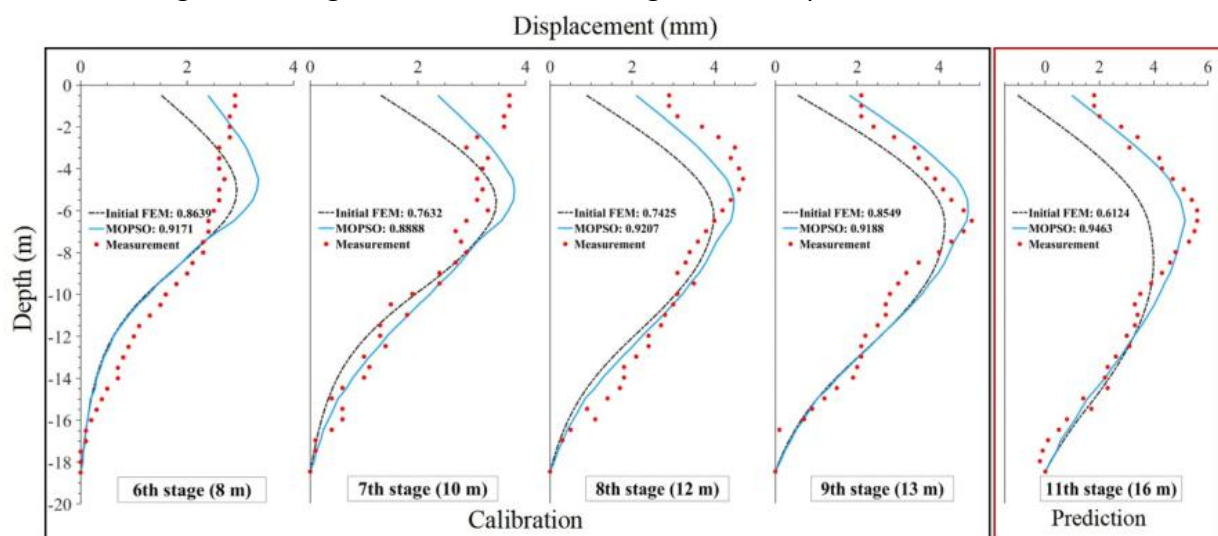 Displacement (mm)
0 2 4 0 2 4 0 2 4 0 2 4 0 2 4 6
Depth (m)
0
-2
-4
-6
-8
-10
-12
-14
-16
-18
-20
Initial FEM: 0.8639
MOPSO: 0.9171
Measurement
6th stage (8 m)
Initial FEM: 0.7632
MOPSO: 0.8888
Measurement
7th stage (10 m)
Initial FEM: 0.7425
MOPSO: 0.9207
Measurement
8th stage (12 m)
Initial FEM: 0.8549
MOPSO: 0.9188
Measurement
9th stage (13 m)
Initial FEM: 0.6124
MOPSO: 0.9463
Measurement
11th stage (16 m)
Calibration
Prediction